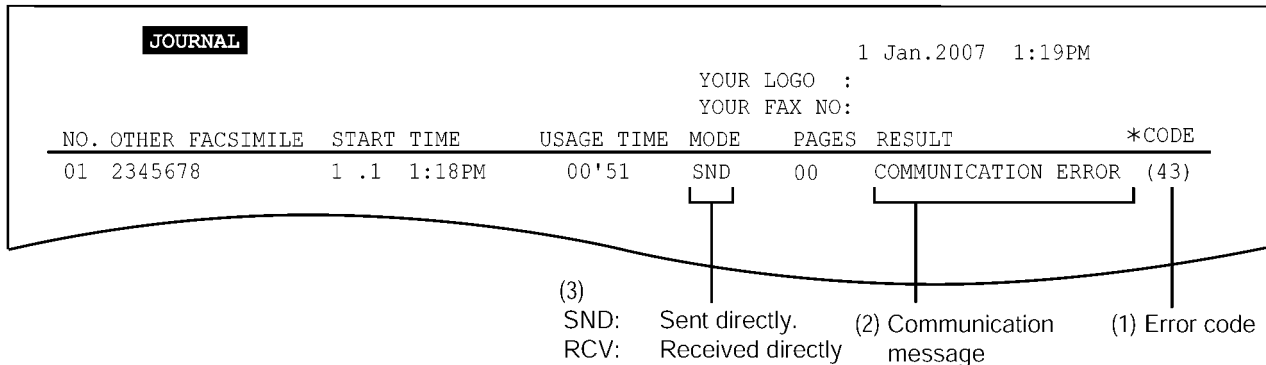 JOURNAL
1 Jan.2007 1:19PM
YOUR LOGO :
YOUR FAX NO:
NO. OTHER FACSIMILE START TIME USAGE TIME MODE PAGES RESULT *CODE
01 2345678 1 .1 1:18PM 00'51 SND 00 COMMUNICATION ERROR (43)
(3)
SND: Sent directly. (2) Communication (1) Error code
RCV: Received directly message